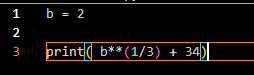 1 b = 2
2
3 print( b**(1/3) + 34)